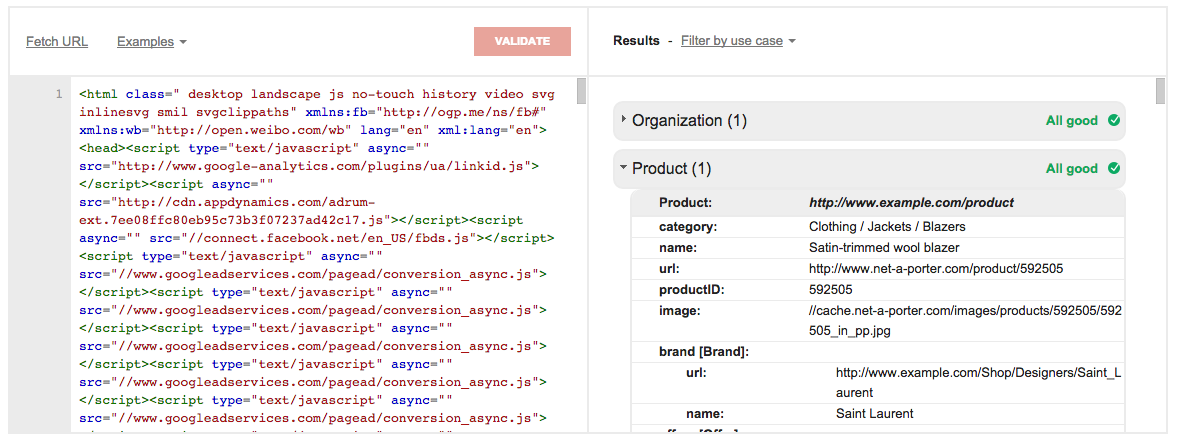 Fetch URL
Examples
VALIDATE
1
<html class=" desktop landscape js no-touch history video svg
inlinesvg smil svgclippaths" xmlns:fb="http://ogp.me/ns/fb#"
xmlns:wb="http://open.weibo.com/wb" lang="en" xml:lang="en">
<head><script type="text/javascript" async=""
src="http://www.google-analytics.com/plugins/ua/linkid.js">
</script><script async=""
src="http://cdn.appdynamics.com/adrum-
ext.7ee08ffc80eb95c73b3f07237ad42c17.js"></script><script
async="" src="//connect.facebook.net/en_US/fbds.js"></script>
<script type="text/javascript" async=""
src="//www.googleadservices.com/pagead/conversion_async.js">
</script><script type="text/javascript" async=""
src="//www.googleadservices.com/pagead/conversion_async.js">
</script><script type="text/javascript" async=""
src="//www.googleadservices.com/pagead/conversion_async.js">
</script><script type="text/javascript" async=""
src="//www.googleadservices.com/pagead/conversion_async.js">
</script><script type="text/javascript" async=""
src="//www.googleadservices.com/pagead/conversion_async.js">
Results - Filter by use case
Organization (1) All good
Product (1) All good
Product: http://www.example.com/product
category: Clothing / Jackets / Blazers
name: Satin-trimmed wool blazer
url: http://www.net-a-porter.com/product/592505
productID: 592505
image: //cache.net-a-porter.com/images/products/592505/592
505_in_pp.jpg
brand [Brand]:
url: http://www.example.com/Shop/Designers/Saint_L
aurent
name: Saint Laurent